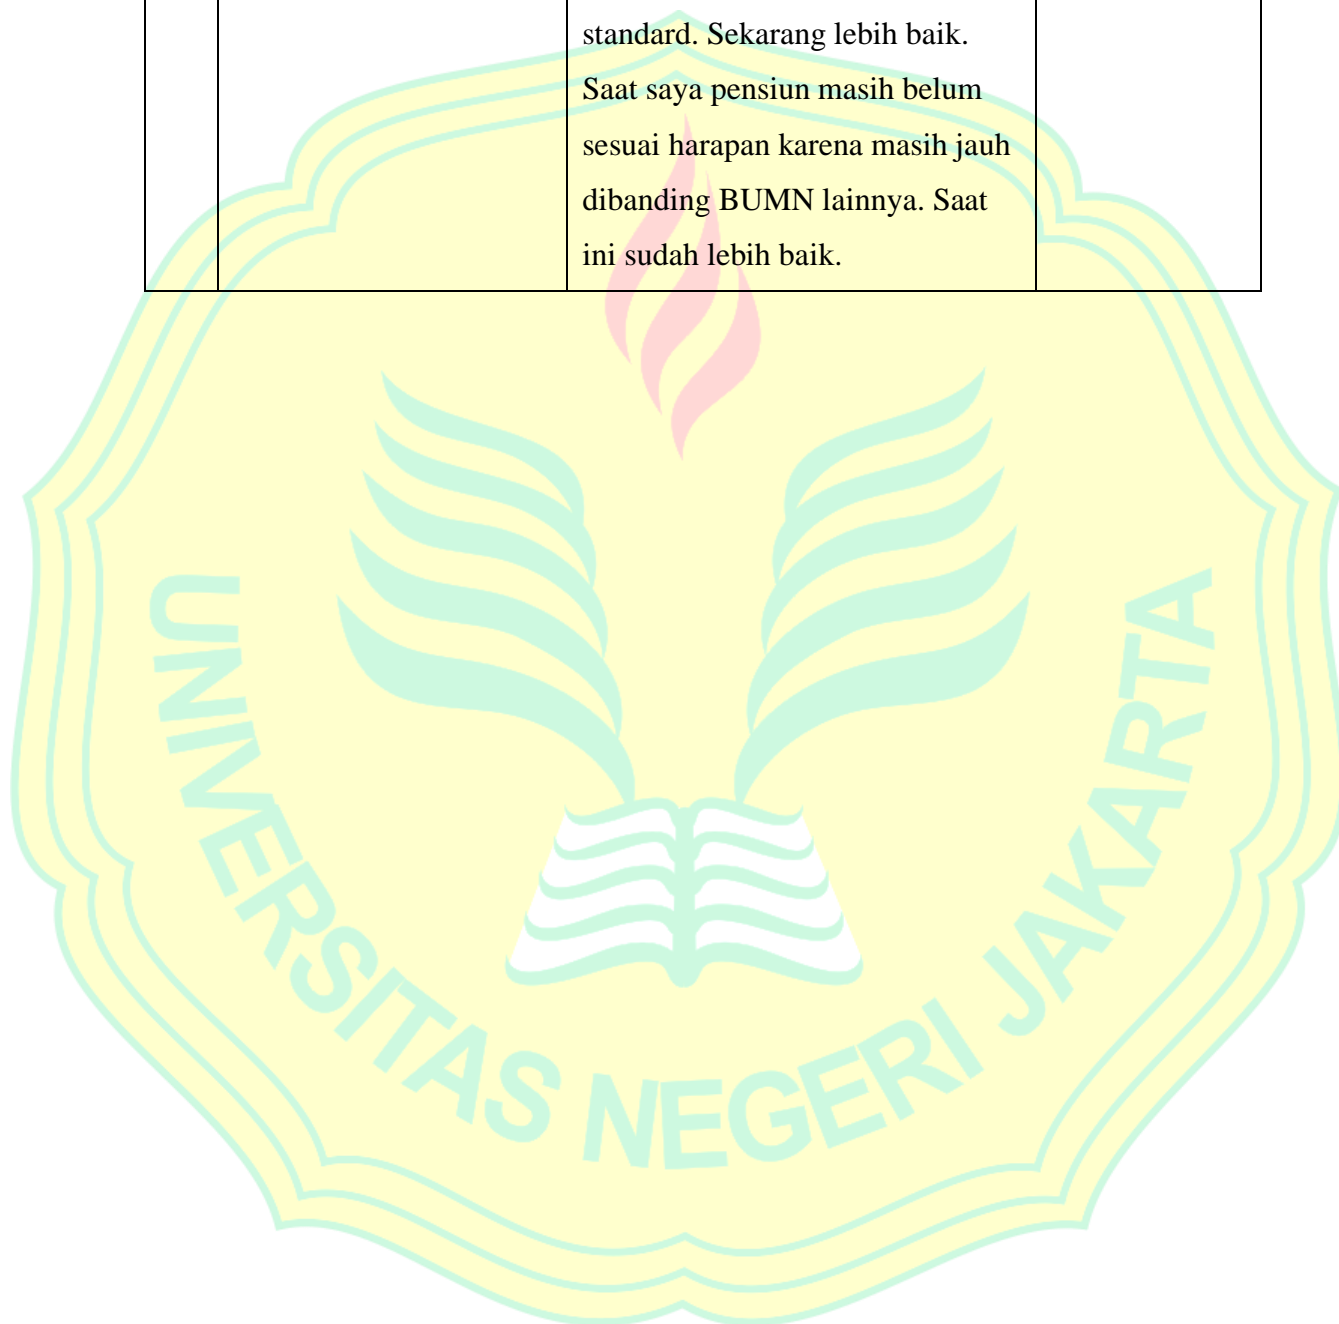 standard. Sekarang lebih baik.
Saat saya pensiun masih belum
sesuai harapan karena masih jauh
dibanding BUMN lainnya. Saat
ini sudah lebih baik.
UNIVERSITAS NEGERI JAKARTA